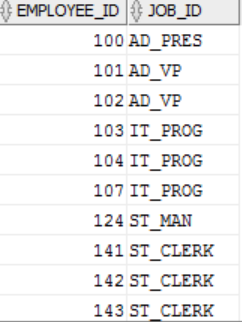 EMPLOYEE_ID JOB_ID
100 AD_PRES
101 AD_VP
102 AD_VP
103 IT_PROG
104 IT_PROG
107 IT_PROG
124 ST_MAN
141 ST_CLERK
142 ST_CLERK
143 ST_CLERK